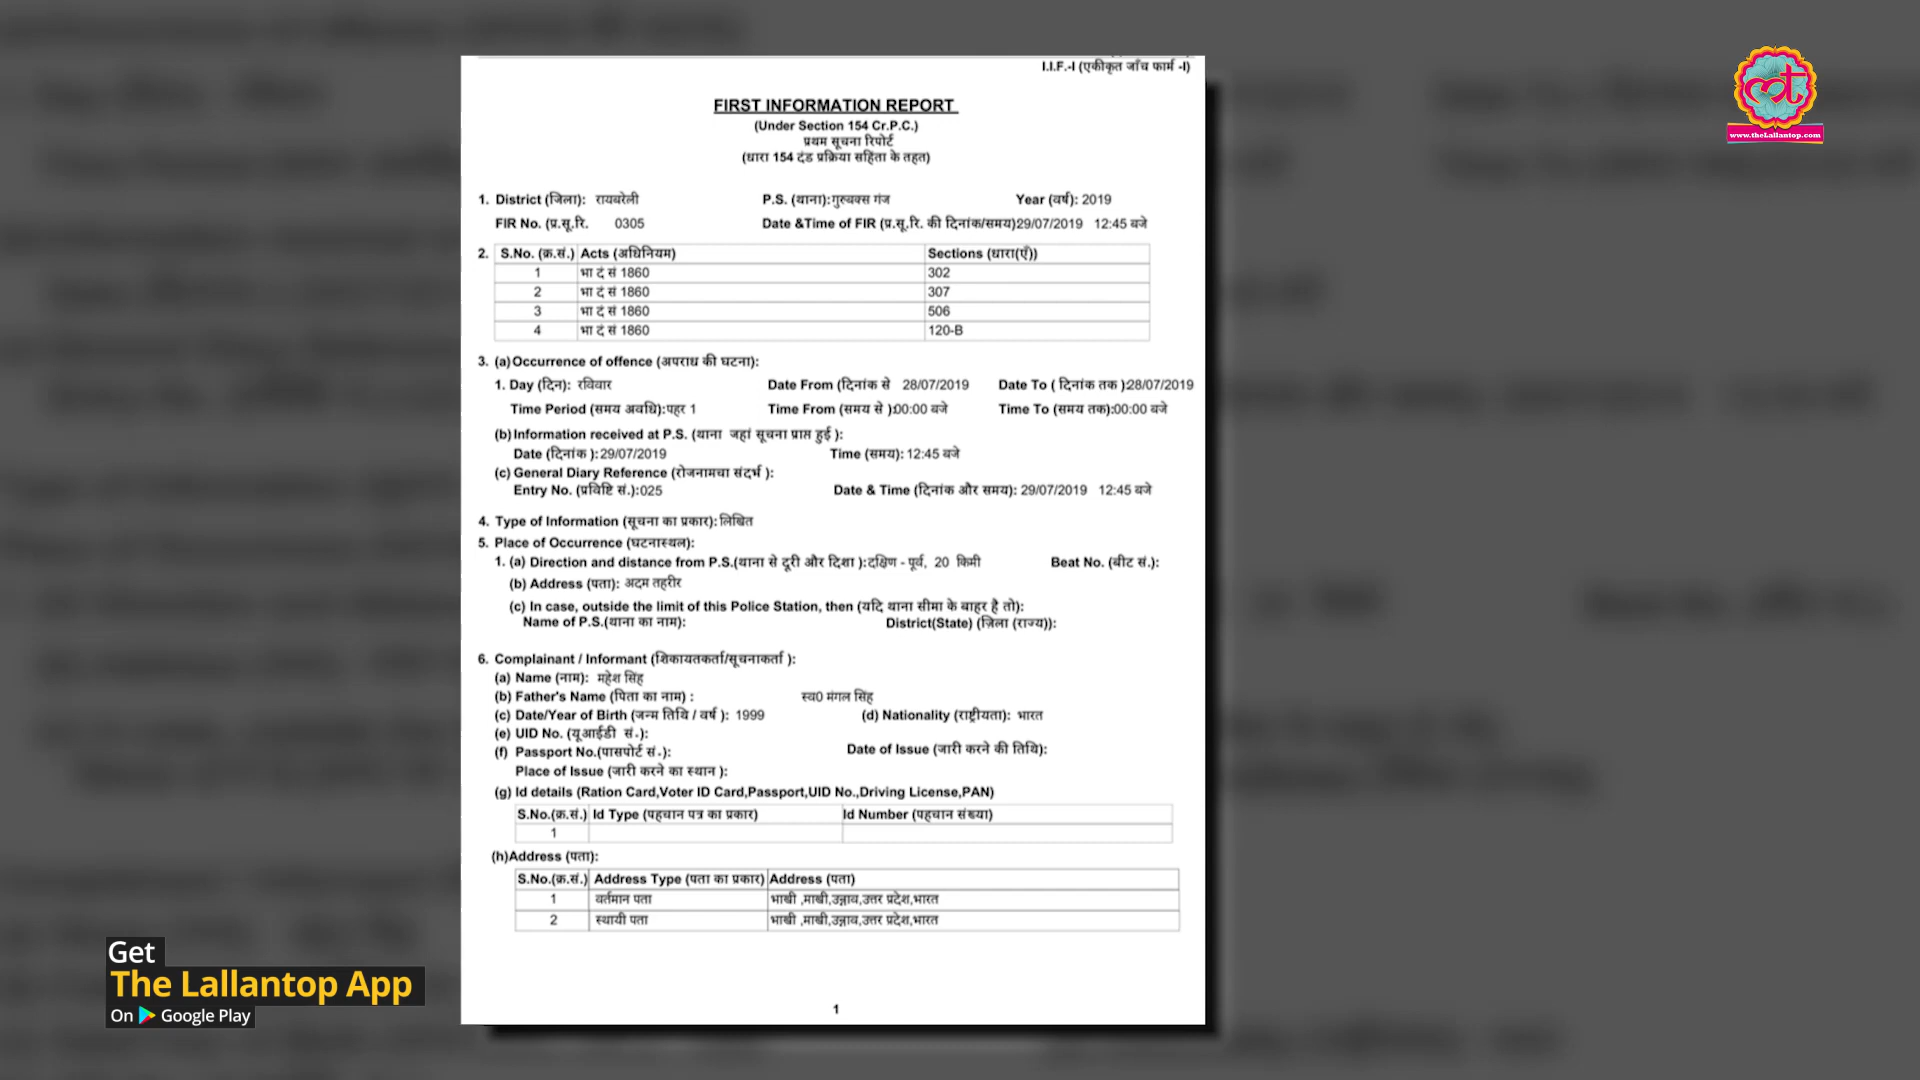 I.I.F.-I (एकीकृत जाँच फार्म -I)
www.theLallantop.com
FIRST INFORMATION REPORT
(Under Section 154 Cr.P.C.)
प्रथम सूचना रिपोर्ट
(धारा 154 दंड प्रक्रिया सहिंता के तहत)
1. District (जिला): रायबरेली P.S. (थाना):गुरुबक्स गंज Year (वर्ष): 2019
FIR No. (प्र.सू.रि. 0305 Date &Time of FIR (प्र.सू.रि. की दिनांक/समय)29/07/2019 12:45 बजे
2. S.No. (क्र.सं.) Acts (अधिनियम) Sections (धारा(एँ))
1 भा दं सं 1860 302
2 भा दं सं 1860 307
3 भा दं सं 1860 506
4 भा दं सं 1860 120-B
3. (a) Occurrence of offence (अपराध की घटना):
1. Day (दिन): रविवार Date From (दिनांक से 28/07/2019 Date To ( दिनांक तक ):28/07/2019
Time Period (समय अवधि):पहर 1 Time From (समय से ):00:00 बजे Time To (समय तक):00:00 बजे
(b) Information received at P.S. (थाना जहां सूचना प्राप्त हुई ):
Date (दिनांक ):29/07/2019 Time (समय): 12:45 बजे
(c) General Diary Reference (रोजनामचा संदर्भ ):
Entry No. (प्रविष्टि सं.):025 Date & Time (दिनांक और समय): 29/07/2019 12:45 बजे
4. Type of Information (सूचना का प्रकार): लिखित
5. Place of Occurrence (घटनास्थल):
1. (a) Direction and distance from P.S.(थाना से दूरी और दिशा ):दक्षिण - पूर्व, 20 किमी Beat No. (बीट सं.):
(b) Address (पता): अदम तहरीर
(c) In case, outside the limit of this Police Station, then (यदि थाना सीमा के बाहर है तो):
Name of P.S.(थाना का नाम): District(State) (ज़िला (राज्य)):
6. Complainant / Informant (शिकायतकर्ता/सूचनाकर्ता ):
(a) Name (नाम): महेश सिंह
(b) Father's Name (पिता का नाम) : स्व0 मंगल सिंह
(c) Date/Year of Birth (जन्म तिथि / वर्ष ): 1999 (d) Nationality (राष्ट्रीयता): भारत
(e) UID No. (यूआईडी सं.):
(f) Passport No.(पासपोर्ट सं.): Date of Issue (जारी करने की तिथि):
Place of Issue (जारी करने का स्थान ):
(g) Id details (Ration Card,Voter ID Card,Passport,UID No.,Driving License,PAN)
S.No.(क्र.सं.) Id Type (पहचान पत्र का प्रकार) Id Number (पहचान संख्या)
1
(h)Address (पता):
S.No.(क्र.सं.) Address Type (पता का प्रकार) Address (पता)
1 वर्तमान पता भाखी ,माखी,उन्नाव,उत्तर प्रदेश,भारत
2 स्थायी पता भाखी ,माखी,उन्नाव,उत्तर प्रदेश,भारत
1
Get
The Lallantop App
On Google Play